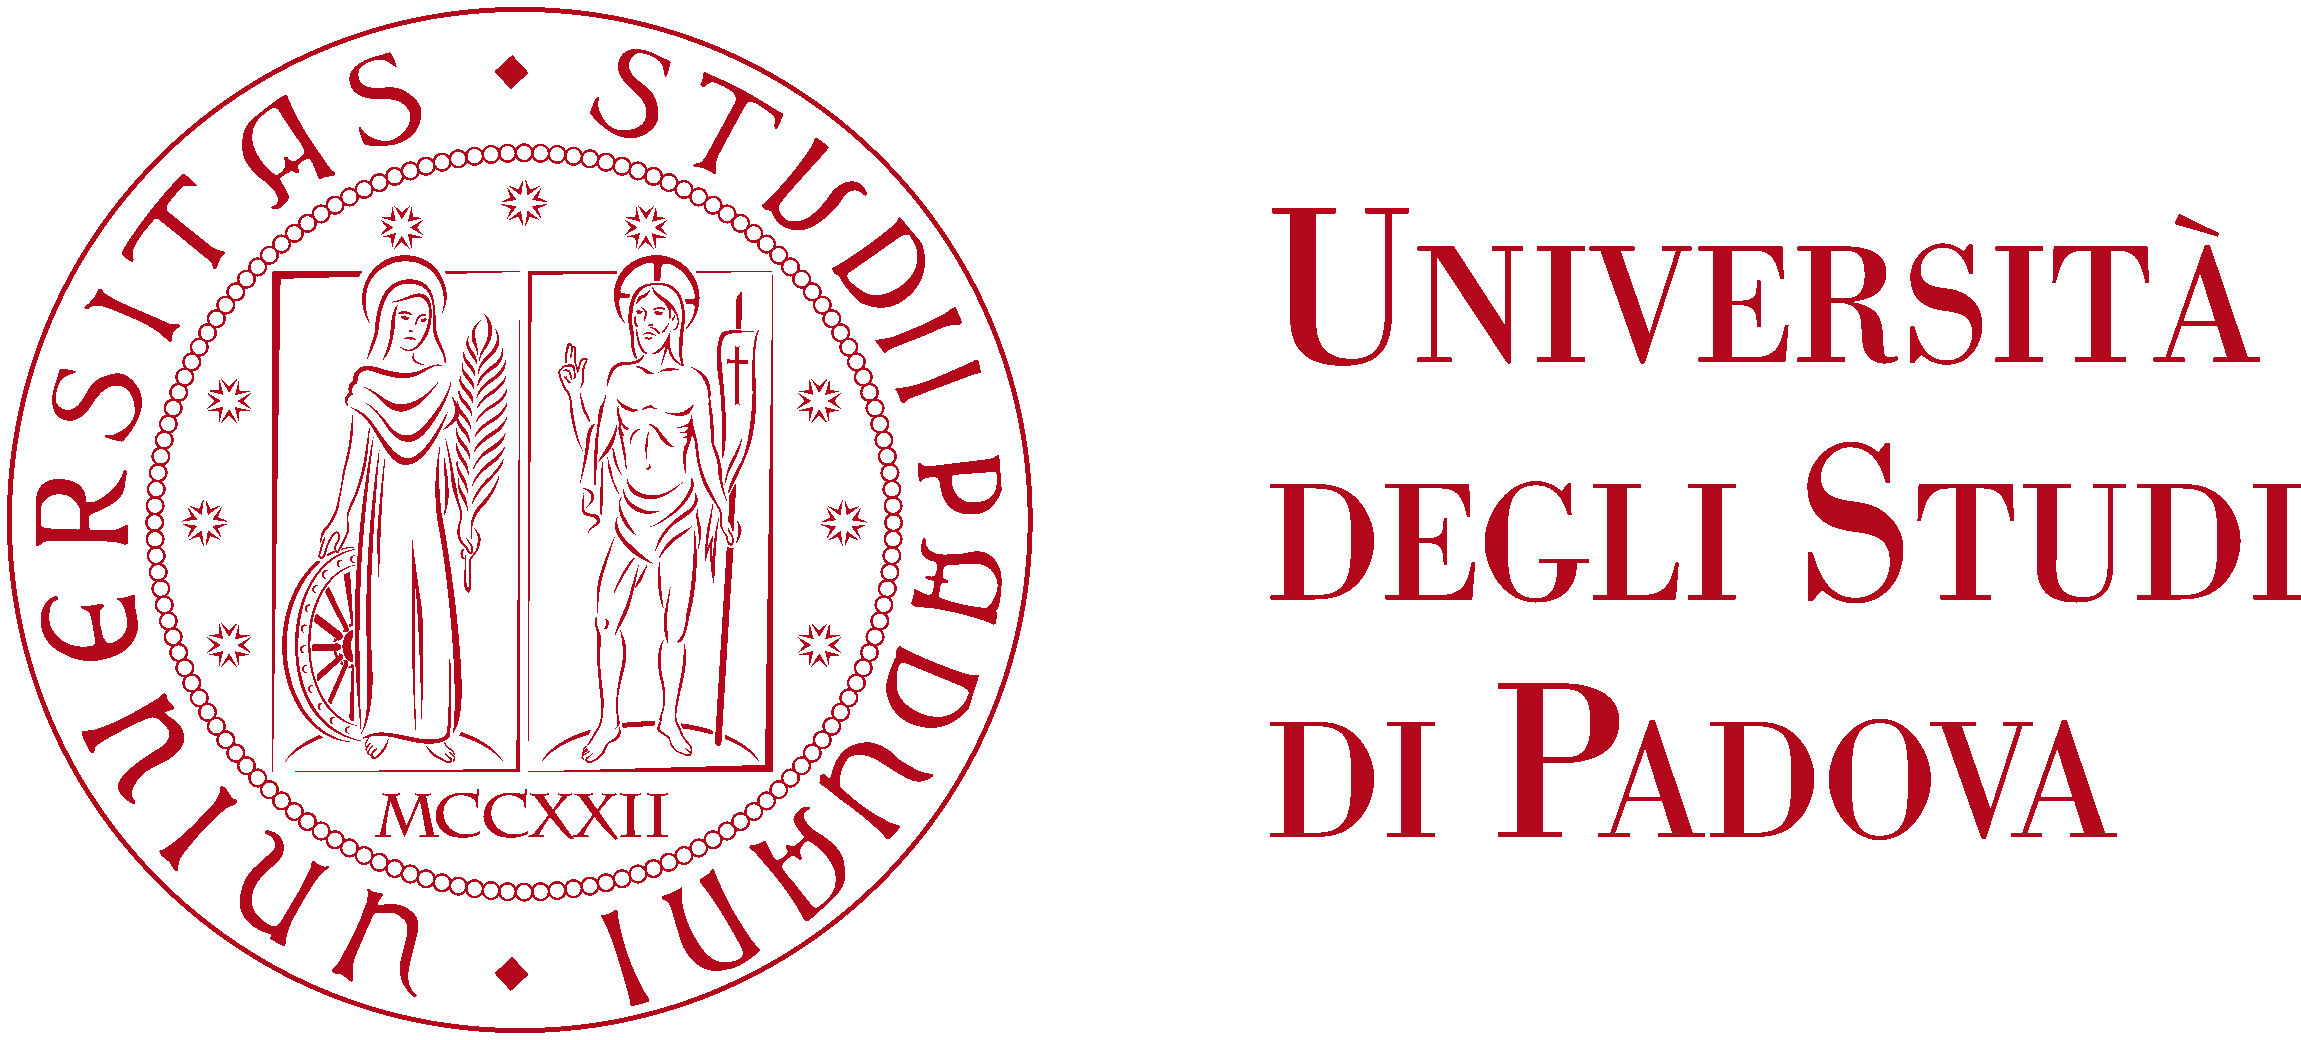 UNIVERSITAS · STUDII PADUANI ·
MCCXXII
UNIVERSITÀ
DEGLI STUDI
DI PADOVA